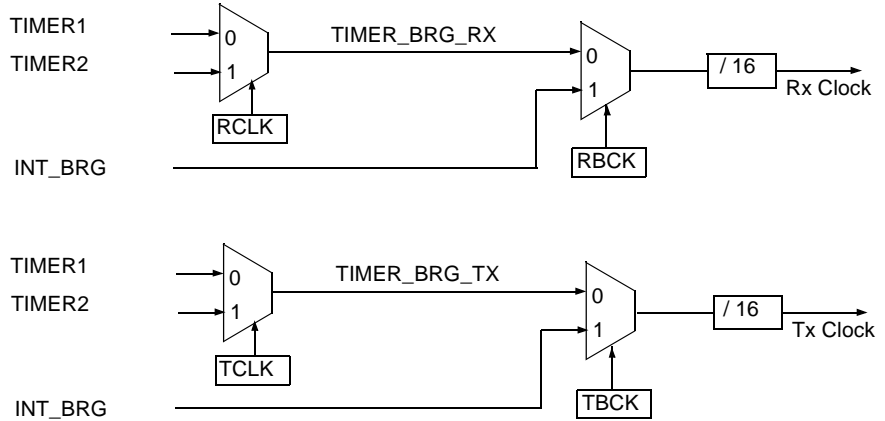 TIMER1
0
TIMER_BRG_RX
0
TIMER2
1
/ 16
1
Rx Clock
RCLK
RBCK
INT_BRG
TIMER1
0
TIMER_BRG_TX
0
TIMER2
1
/ 16
1
Tx Clock
TCLK
TBCK
INT_BRG